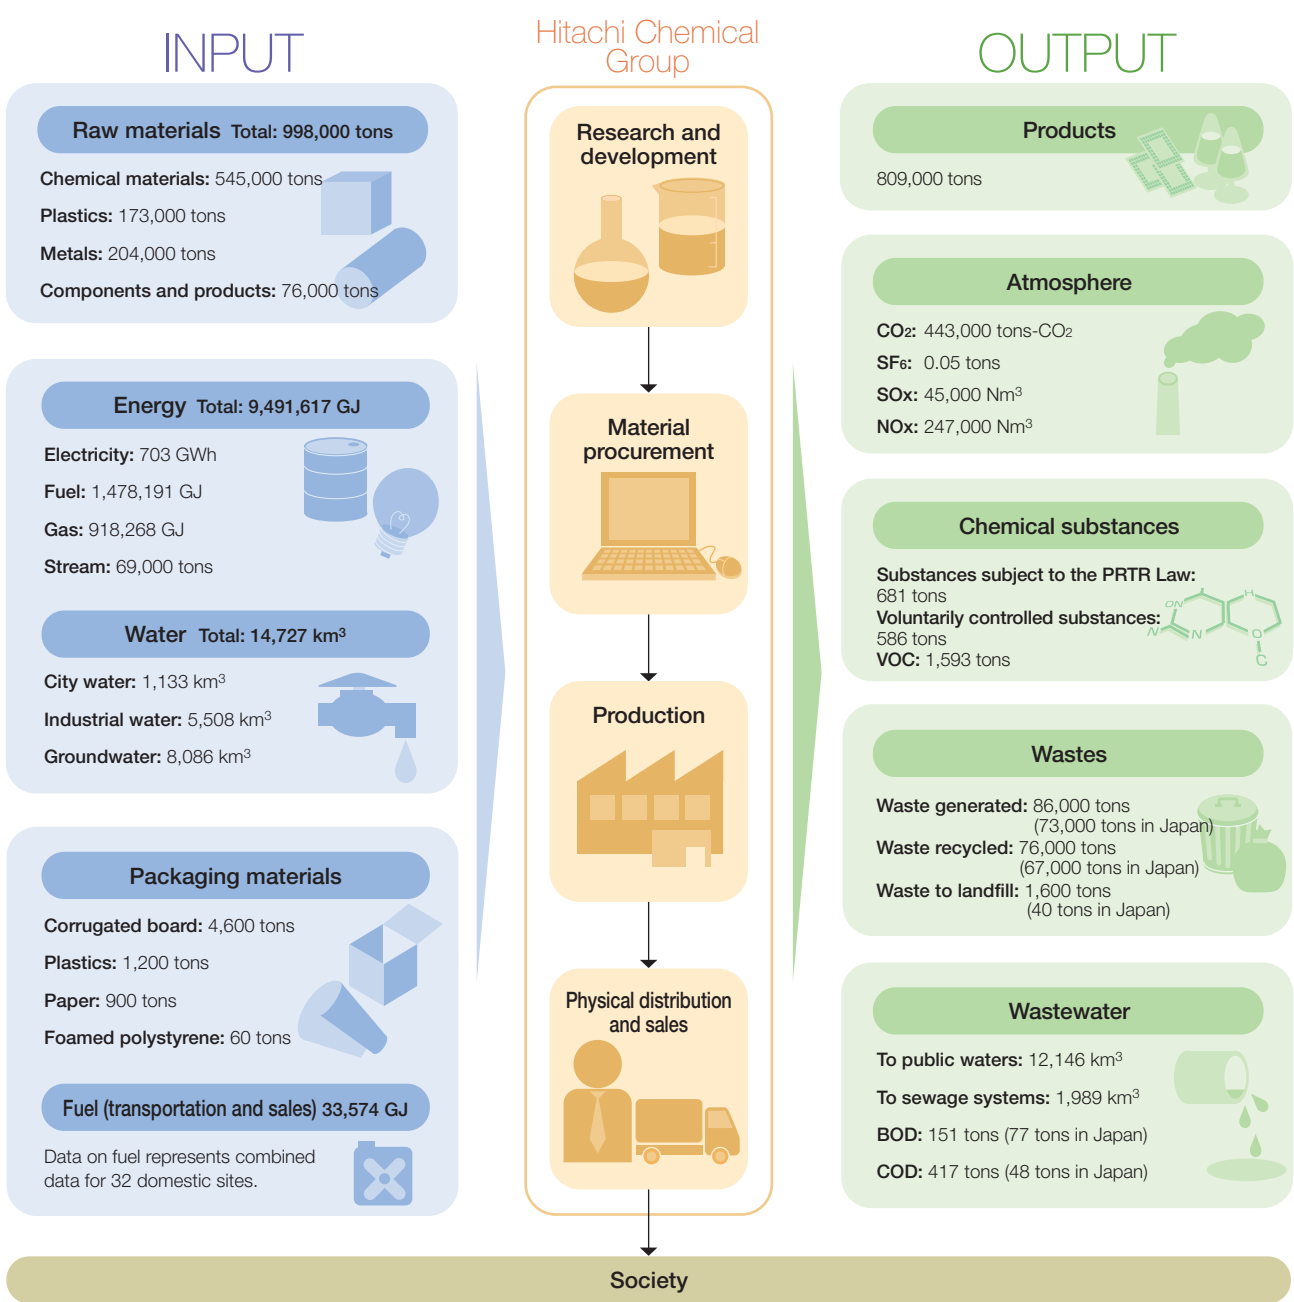 INPUT
Raw materials Total: 998,000 tons
Chemical materials: 545,000 tons
Plastics: 173,000 tons
Metals: 204,000 tons
Components and products: 76,000 tons
Energy Total: 9,491,617 GJ
Electricity: 703 GWh
Fuel: 1,478,191 GJ
Gas: 918,268 GJ
Stream: 69,000 tons
Water Total: 14,727 km³
City water: 1,133 km³
Industrial water: 5,508 km³
Groundwater: 8,086 km³
Packaging materials
Corrugated board: 4,600 tons
Plastics: 1,200 tons
Paper: 900 tons
Foamed polystyrene: 60 tons
Fuel (transportation and sales) 33,574 GJ
Data on fuel represents combined
data for 32 domestic sites.
Hitachi Chemical
Group
Research and
development
Material
procurement
Production
Physical distribution
and sales
OUTPUT
Products
809,000 tons
Atmosphere
CO₂: 443,000 tons-CO₂
SF₆: 0.05 tons
SOx: 45,000 Nm³
NOx: 247,000 Nm³
Chemical substances
Substances subject to the PRTR Law:
681 tons
Voluntarily controlled substances:
586 tons
VOC: 1,593 tons
ON
H
N
N
O
C
Wastes
Waste generated: 86,000 tons
(73,000 tons in Japan)
Waste recycled: 76,000 tons
(67,000 tons in Japan)
Waste to landfill: 1,600 tons
(40 tons in Japan)
Wastewater
To public waters: 12,146 km³
To sewage systems: 1,989 km³
BOD: 151 tons (77 tons in Japan)
COD: 417 tons (48 tons in Japan)
Society